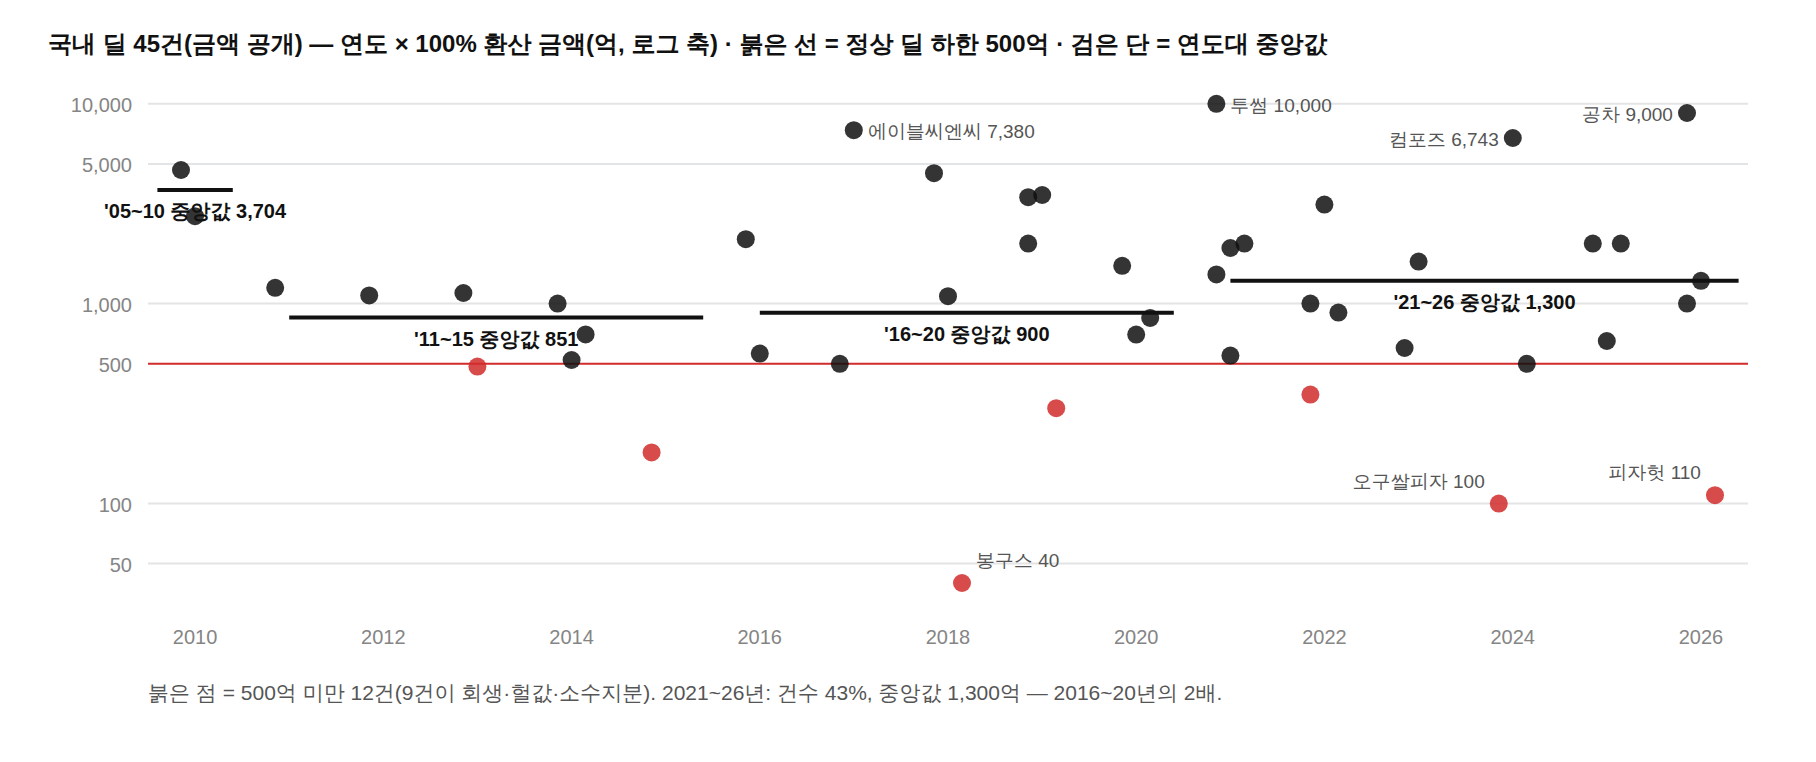 국내 딜 45건(금액 공개) — 연도 × 100% 환산 금액(억, 로그 축) · 붉은 선 = 정상 딜 하한 500억 · 검은 단 = 연도대 중앙값
10,000
투썸 10,000
공차 9,000
에이블씨엔씨 7,380
컴포즈 6,743
5,000
'05~10 중앙값 3,704
1,000
'21~26 중앙값 1,300
'11~15 중앙값 851
'16~20 중앙값 900
500
피자헛 110
오구쌀피자 100
100
봉구스 40
50
2010 2012 2014 2016 2018 2020 2022 2024 2026
붉은 점 = 500억 미만 12건(9건이 회생·헐값·소수지분). 2021~26년: 건수 43%, 중앙값 1,300억 — 2016~20년의 2배.